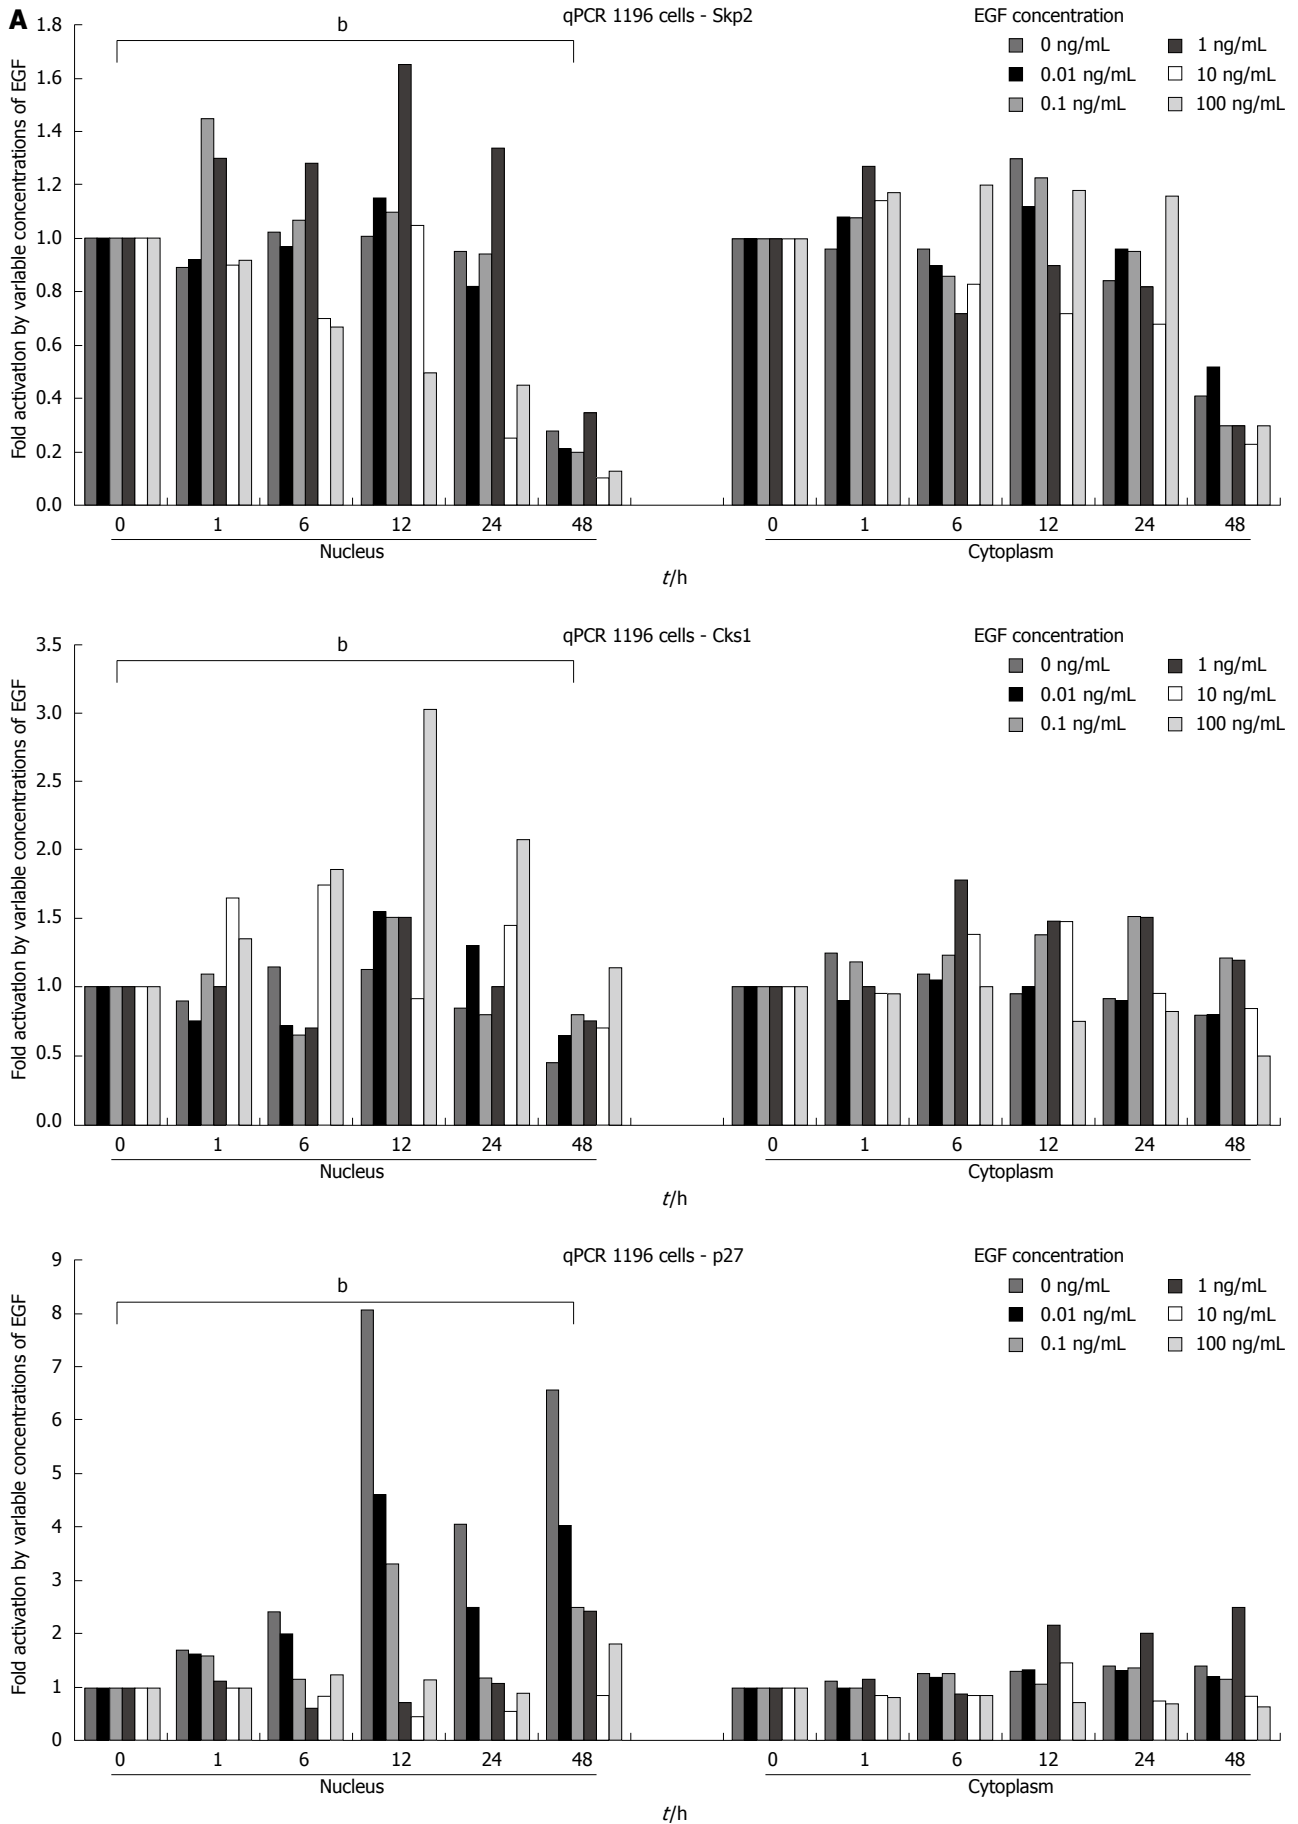 A
qPCR 1196 cells - Skp2
EGF concentration
0 ng/mL
1 ng/mL
0.01 ng/mL
10 ng/mL
0.1 ng/mL
100 ng/mL
b
Fold activation by varlable concentrations of EGF
1.8
1.6
1.4
1.2
1.0
0.8
0.6
0.4
0.2
0.0
0 1 6 12 24 48 0 1 6 12 24 48
Nucleus Cytoplasm
t/h
qPCR 1196 cells - Cks1
EGF concentration
0 ng/mL
1 ng/mL
0.01 ng/mL
10 ng/mL
0.1 ng/mL
100 ng/mL
b
Fold activation by varlable concentrations of EGF
3.5
3.0
2.5
2.0
1.5
1.0
0.5
0.0
0 1 6 12 24 48 0 1 6 12 24 48
Nucleus Cytoplasm
t/h
qPCR 1196 cells - p27
EGF concentration
0 ng/mL
1 ng/mL
0.01 ng/mL
10 ng/mL
0.1 ng/mL
100 ng/mL
b
Fold activation by varlable concentrations of EGF
9
8
7
6
5
4
3
2
1
0
0 1 6 12 24 48 0 1 6 12 24 48
Nucleus Cytoplasm
t/h